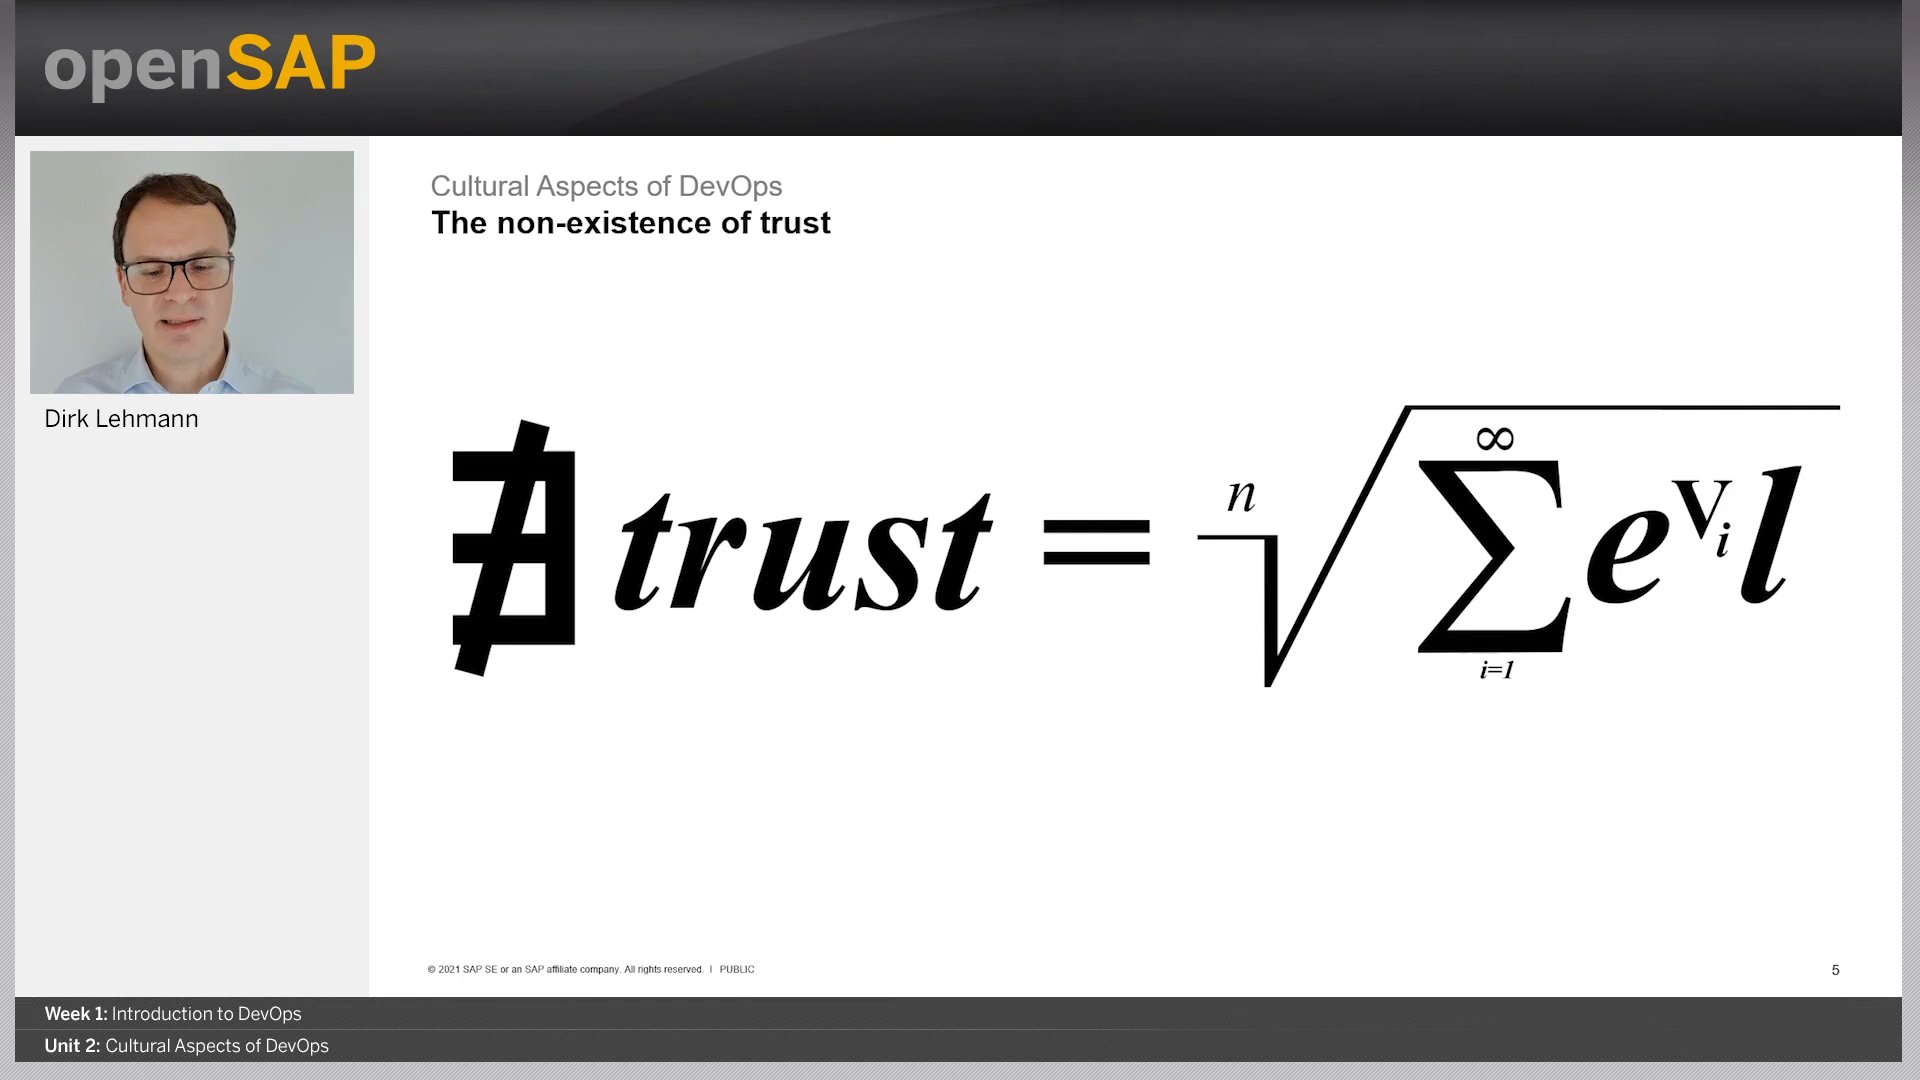 openSAP
Dirk Lehmann
Cultural Aspects of DevOps
The non-existence of trust
∄ trust = ⁿ√ ∑ e^{V_i} l
∞
i=1
© 2021 SAP SE or an SAP affiliate company. All rights reserved. | PUBLIC
5
Week 1: Introduction to DevOps
Unit 2: Cultural Aspects of DevOps